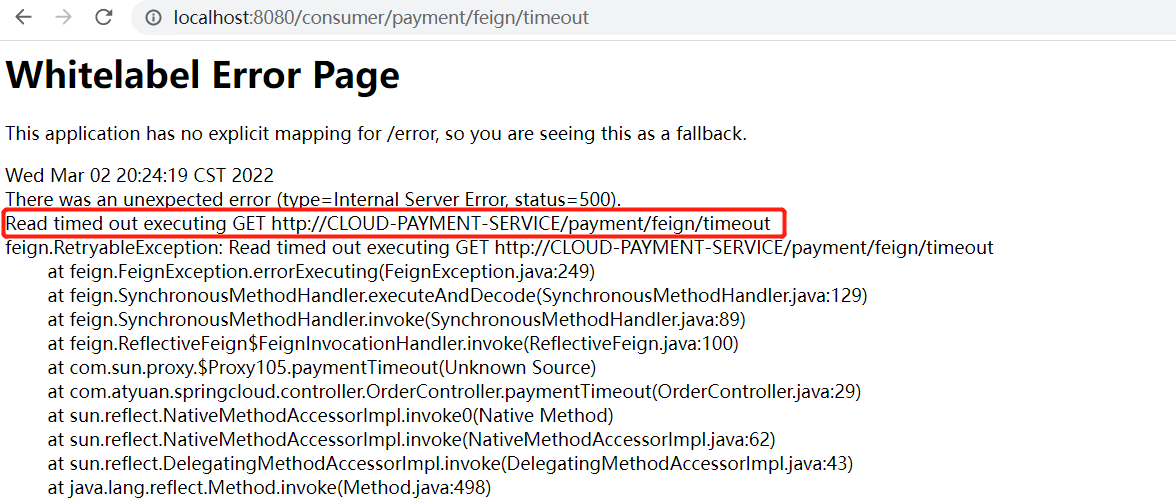 localhost:8080/consumer/payment/feign/timeout
Whitelabel Error Page
This application has no explicit mapping for /error, so you are seeing this as a fallback.
Wed Mar 02 20:24:19 CST 2022
There was an unexpected error (type=Internal Server Error, status=500).
Read timed out executing GET http://CLOUD-PAYMENT-SERVICE/payment/feign/timeout
feign.RetryableException: Read timed out executing GET http://CLOUD-PAYMENT-SERVICE/payment/feign/timeout
at feign.FeignException.errorExecuting(FeignException.java:249)
at feign.SynchronousMethodHandler.executeAndDecode(SynchronousMethodHandler.java:129)
at feign.SynchronousMethodHandler.invoke(SynchronousMethodHandler.java:89)
at feign.ReflectiveFeign$FeignInvocationHandler.invoke(ReflectiveFeign.java:100)
at com.sun.proxy.$Proxy105.paymentTimeout(Unknown Source)
at com.atyuan.springcloud.controller.OrderController.paymentTimeout(OrderController.java:29)
at sun.reflect.NativeMethodAccessorImpl.invoke0(Native Method)
at sun.reflect.NativeMethodAccessorImpl.invoke(NativeMethodAccessorImpl.java:62)
at sun.reflect.DelegatingMethodAccessorImpl.invoke(DelegatingMethodAccessorImpl.java:43)
at java.lang.reflect.Method.invoke(Method.java:498)